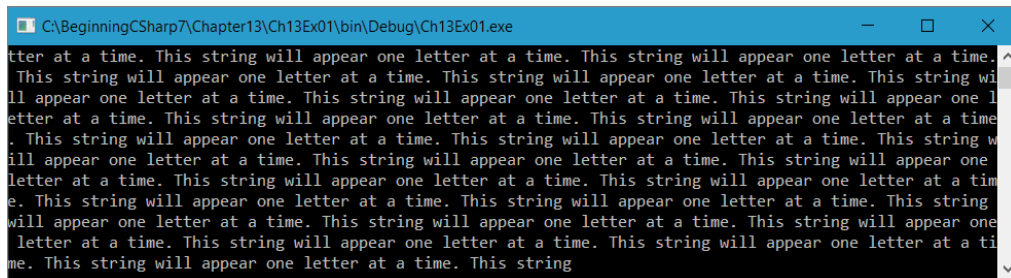 C:\BeginningCSharp7\Chapter13\Ch13Ex01\bin\Debug\Ch13Ex01.exe
tter at a time. This string will appear one letter at a time. This string will appear one letter at a time.
 This string will appear one letter at a time. This string will appear one letter at a time. This string wi
ll appear one letter at a time. This string will appear one letter at a time. This string will appear one l
etter at a time. This string will appear one letter at a time. This string will appear one letter at a time
. This string will appear one letter at a time. This string will appear one letter at a time. This string w
ill appear one letter at a time. This string will appear one letter at a time. This string will appear one
letter at a time. This string will appear one letter at a time. This string will appear one letter at a tim
e. This string will appear one letter at a time. This string will appear one letter at a time. This string
will appear one letter at a time. This string will appear one letter at a time. This string will appear one
 letter at a time. This string will appear one letter at a time. This string will appear one letter at a ti
me. This string will appear one letter at a time. This string